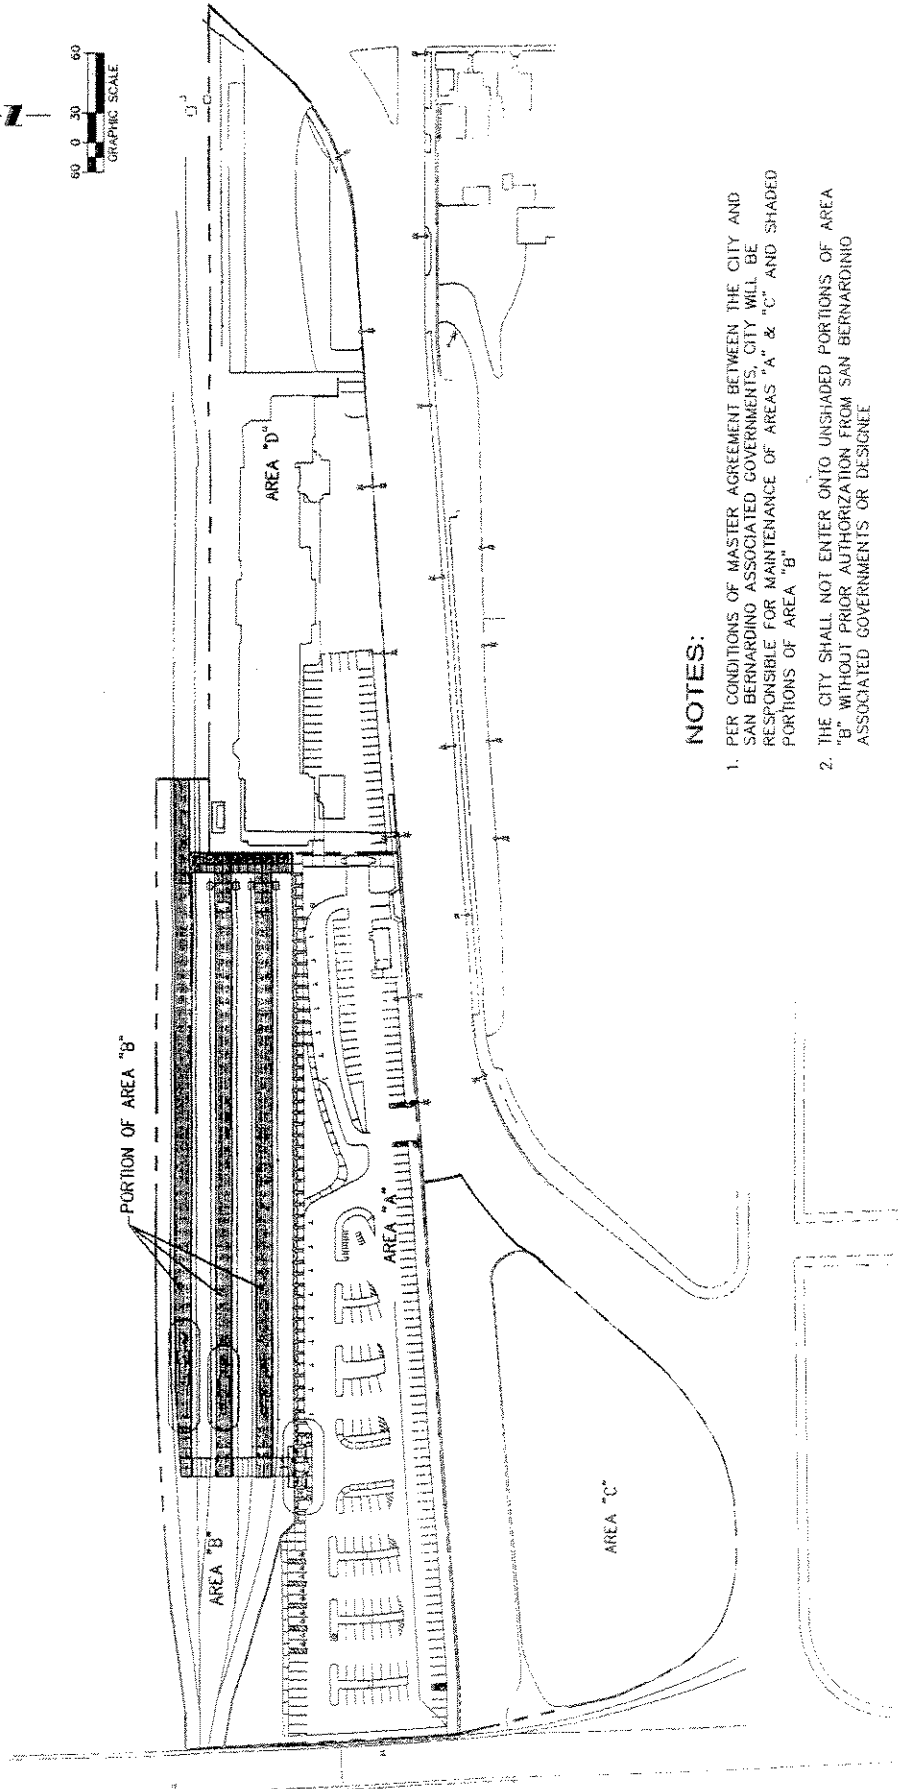 N
60 0 30 60
GRAPHIC SCALE
PORTION OF AREA "B"
AREA "D"
AREA "B"
AREA "A"
AREA "C"
NOTES:
1. PER CONDITIONS OF MASTER AGREEMENT BETWEEN THE CITY AND
SAN BERNARDINO ASSOCIATED GOVERNMENTS, CITY WILL BE
RESPONSIBLE FOR MAINTENANCE OF AREAS "A" & "C" AND SHADED
PORTIONS OF AREA "B"
2. THE CITY SHALL NOT ENTER ONTO UNSHADED PORTIONS OF AREA
"B" WITHOUT PRIOR AUTHORIZATION FROM SAN BERNARDINIO
ASSOCIATED GOVERNMENTS OR DESIGNEE